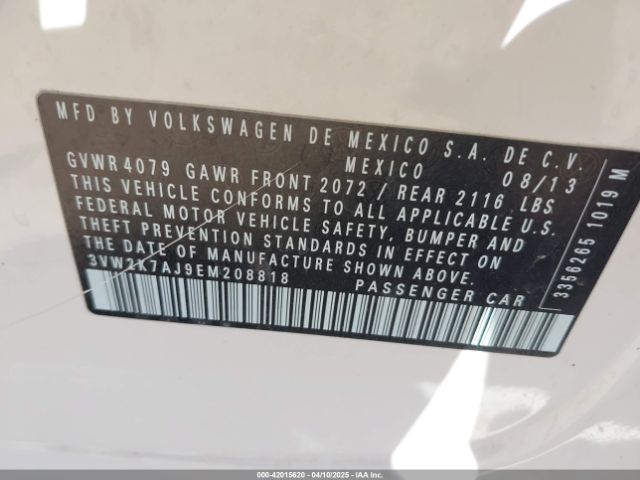 MFD BY VOLKSWAGEN DE MEXICO S.A. DE C.V.
MEXICO 08/13
GVWR 4079 GAWR FRONT 2072 / REAR 2116 LBS
THIS VEHICLE CONFORMS TO ALL APPLICABLE U.S.
FEDERAL MOTOR VEHICLE SAFETY, BUMPER AND
THEFT PREVENTION STANDARDS IN EFFECT ON
THE DATE OF MANUFACTURE SHOWN ABOVE.
3VW2K7AJ9EM208818 PASSENGER CAR
3356265 1019 M
000-42015620 - 04/10/2025 - IAA Inc.